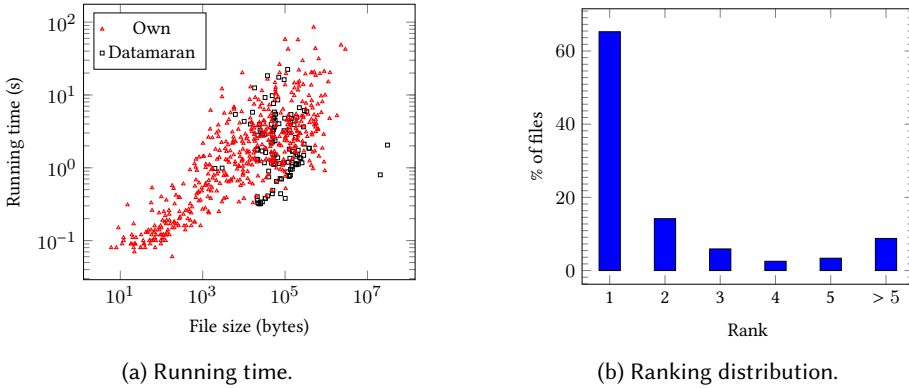 10^2
10^1
10^0
10^−1
Running time (s)
Own
Datamaran
10^1
10^3
10^5
10^7
File size (bytes)
(a) Running time.
60
40
20
0
% of files
1
2
3
4
5
> 5
Rank
(b) Ranking distribution.